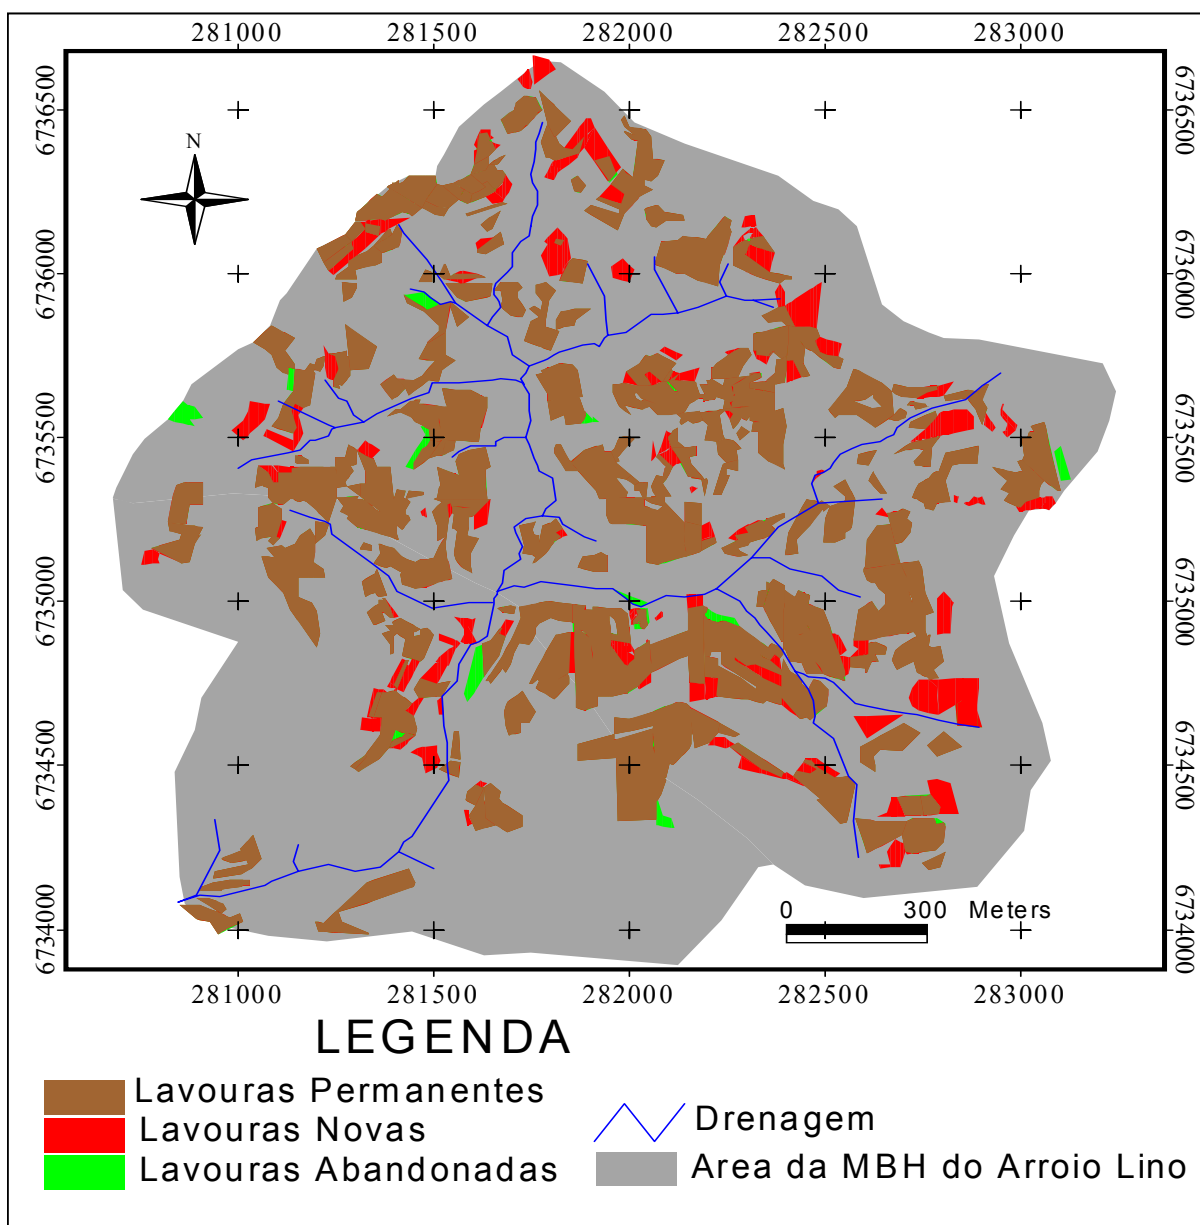 281000 281500 282000 282500 283000
6736500 6736500
N
6736000 6736000
6735500 6735500
6735000 6735000
6734500 6734500
0 300 Meters
6734000 6734000
281000 281500 282000 282500 283000
LEGENDA
Lavouras Permanentes
Lavouras Novas
Lavouras Abandonadas
Drenagem
Area da MBH do Arroio Lino